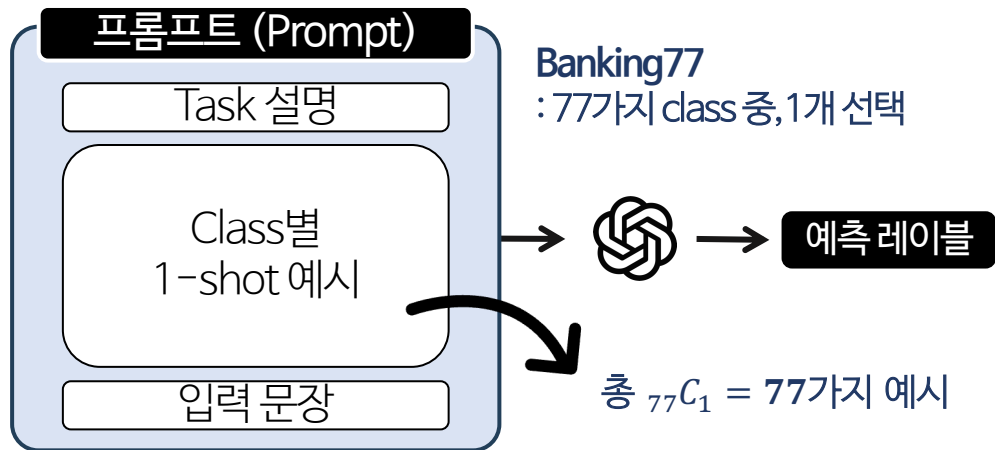 프롬프트 (Prompt)
Task 설명
Class별
1-shot 예시
입력 문장
Banking77
: 77가지 class 중, 1개 선택
예측 레이블
총 ₇₇C₁ = 77가지 예시